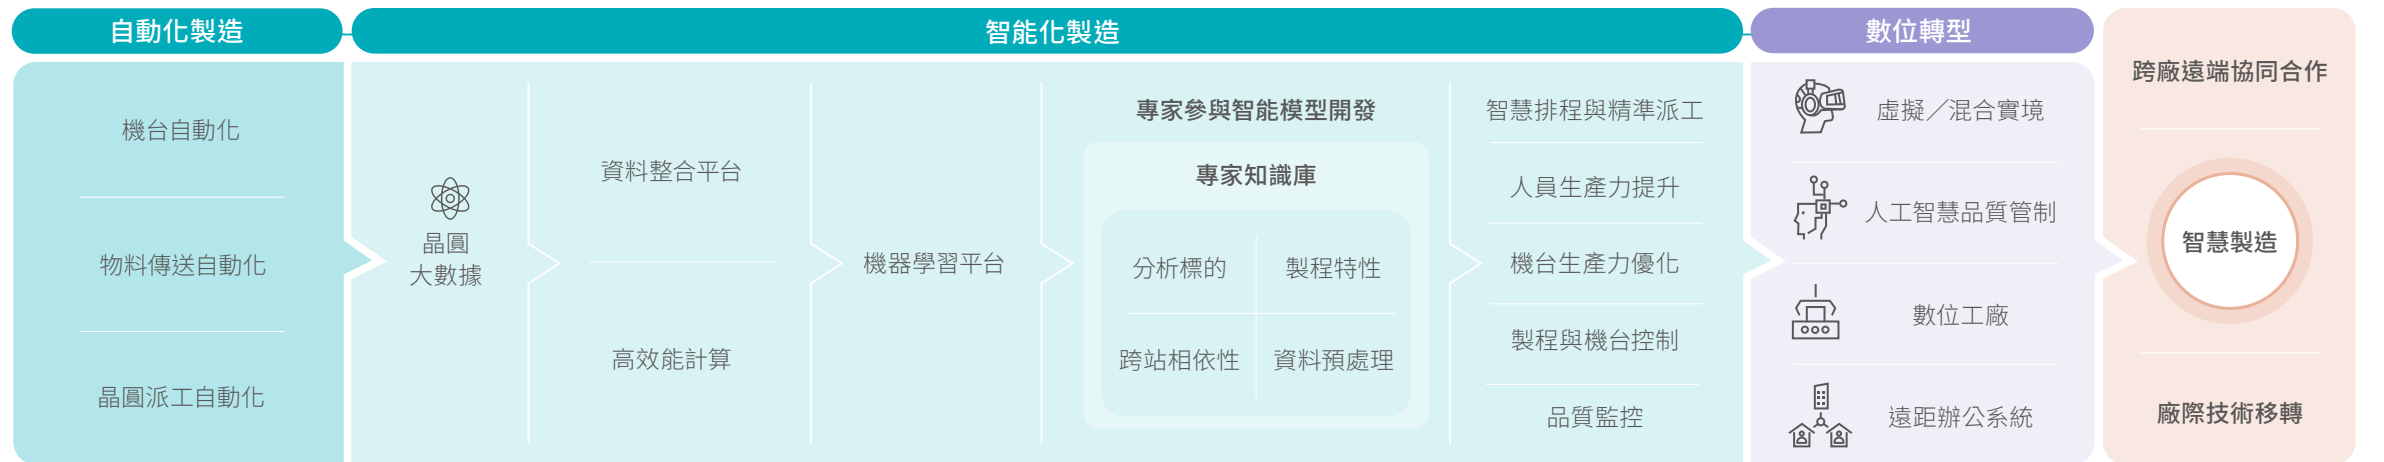 自動化製造
機台自動化
物料傳送自動化
晶圓派工自動化
智能化製造
晶圓
大數據
資料整合平台
高效能計算
機器學習平台
專家參與智能模型開發
專家知識庫
分析標的
製程特性
跨站相依性
資料預處理
智慧排程與精準派工
人員生產力提升
機台生產力優化
製程與機台控制
品質監控
數位轉型
虛擬／混合實境
人工智慧品質管制
數位工廠
遠距辦公系統
跨廠遠端協同合作
智慧製造
廠際技術移轉